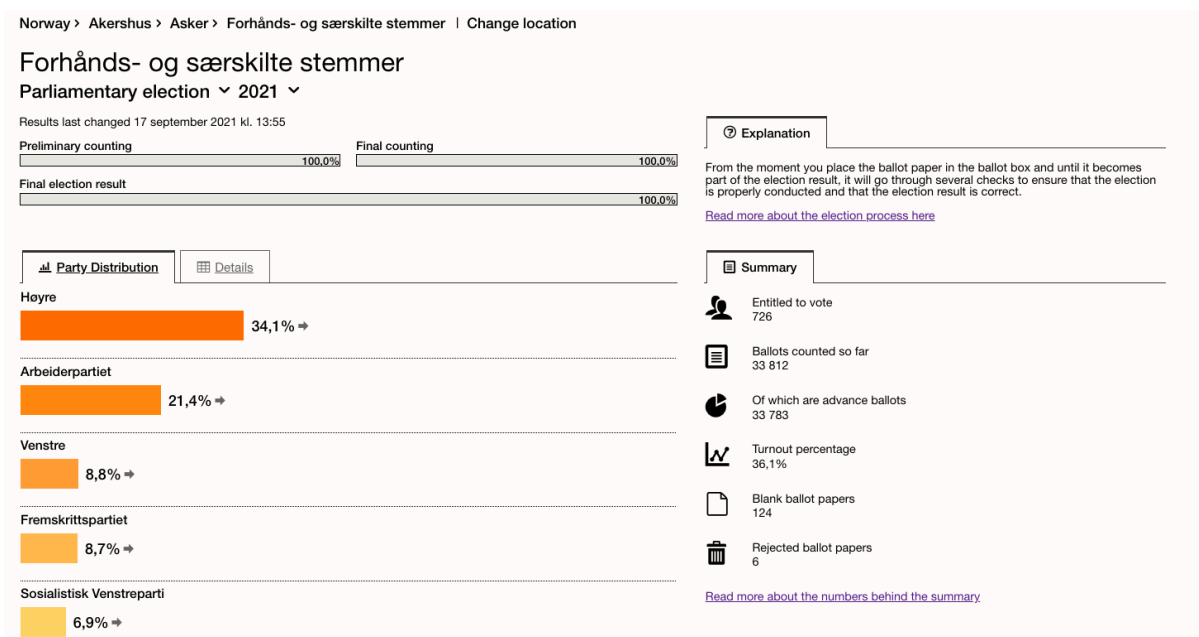 Norway > Akershus > Asker > Forhånds- og særskilte stemmer | Change location
Forhånds- og særskilte stemmer
Parliamentary election 2021
Results last changed 17 september 2021 kl. 13:55
Preliminary counting
100,0%
Final counting
100,0%
Final election result
100,0%
Party Distribution
Details
Høyre
34,1%
Arbeiderpartiet
21,4%
Venstre
8,8%
Fremskrittspartiet
8,7%
Sosialistisk Venstreparti
6,9%
Explanation
From the moment you place the ballot paper in the ballot box and until it becomes
part of the election result, it will go through several checks to ensure that the election
is properly conducted and that the election result is correct.
Read more about the election process here
Summary
Entitled to vote
726
Ballots counted so far
33 812
Of which are advance ballots
33 783
Turnout percentage
36,1%
Blank ballot papers
124
Rejected ballot papers
6
Read more about the numbers behind the summary